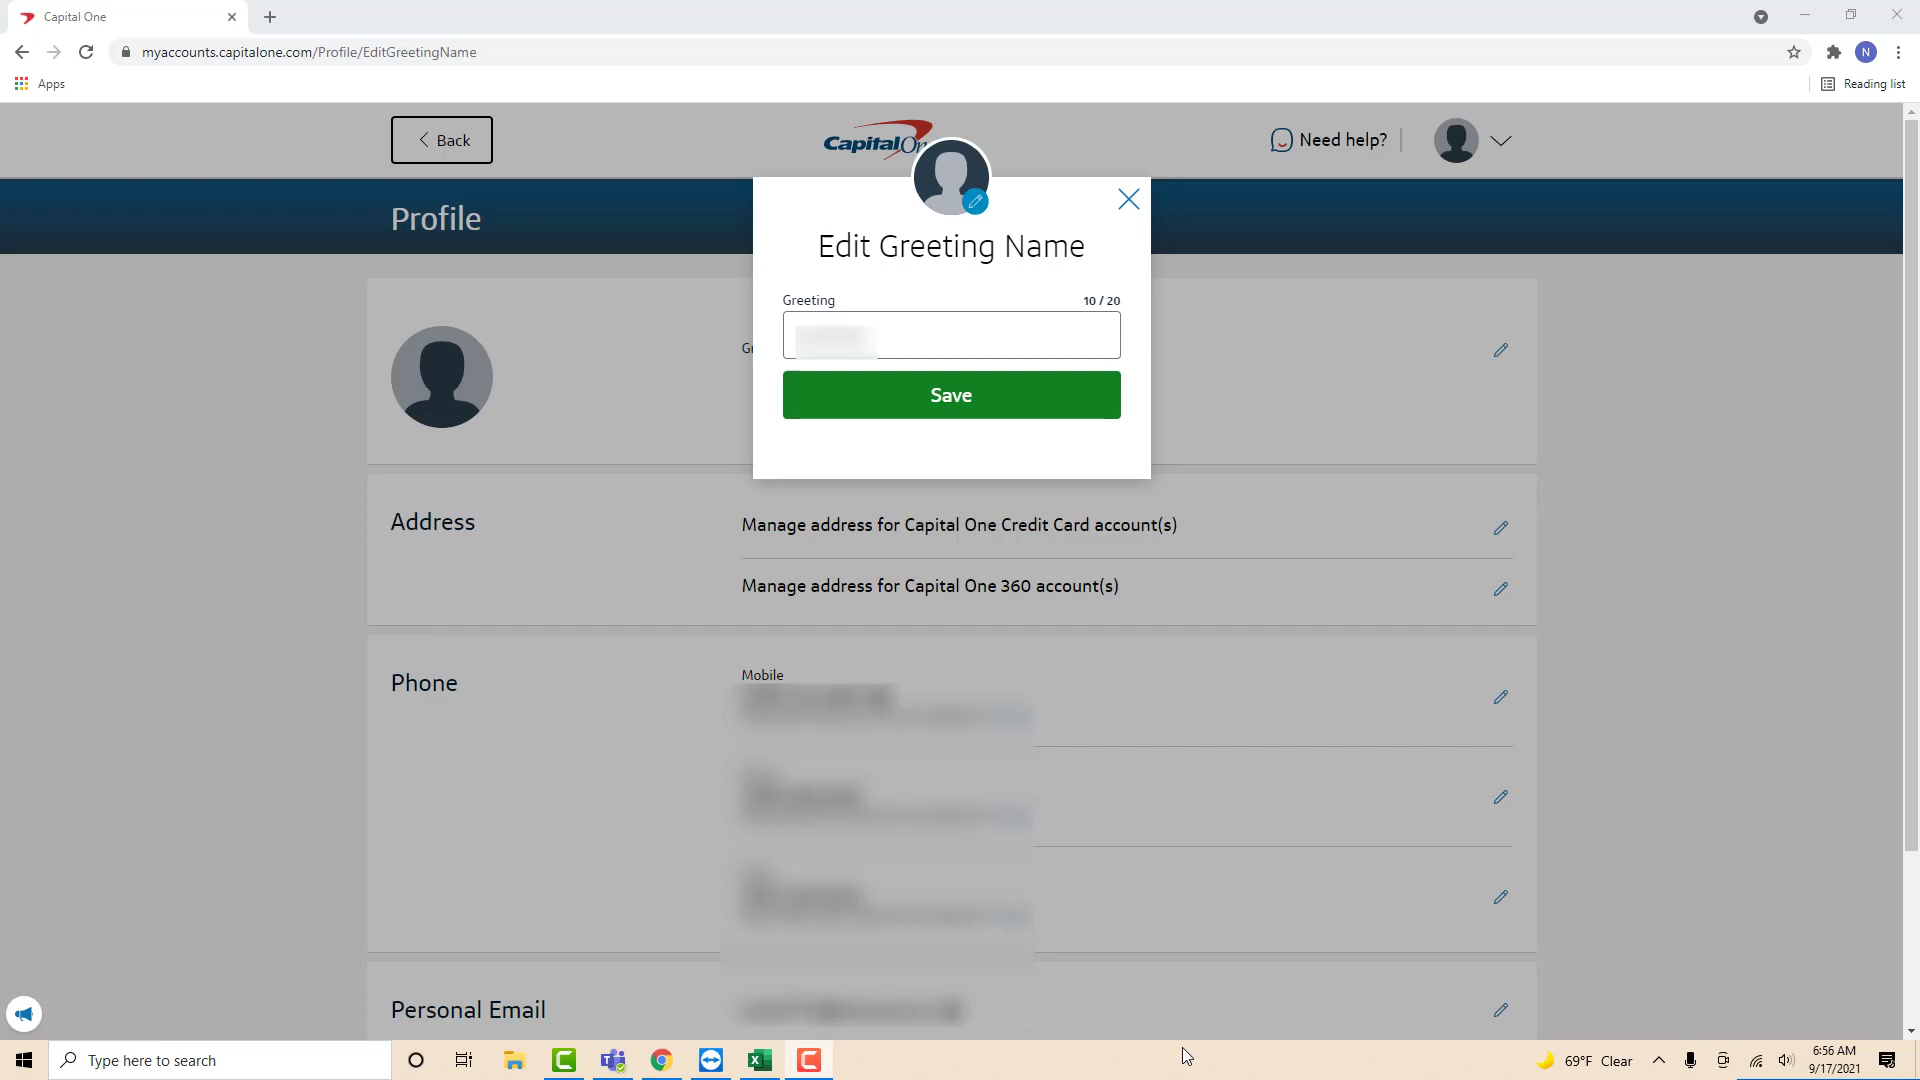 Capital One
myaccounts.capitalone.com/Profile/EditGreetingName
N
Apps
Reading list
Back
Capital On
Need help?
Profile
Edit Greeting Name
Greeting
10 / 20
Save
Address
Manage address for Capital One Credit Card account(s)
Manage address for Capital One 360 account(s)
Phone
Mobile
Personal Email
Type here to search
69°F Clear
6:56 AM
9/17/2021